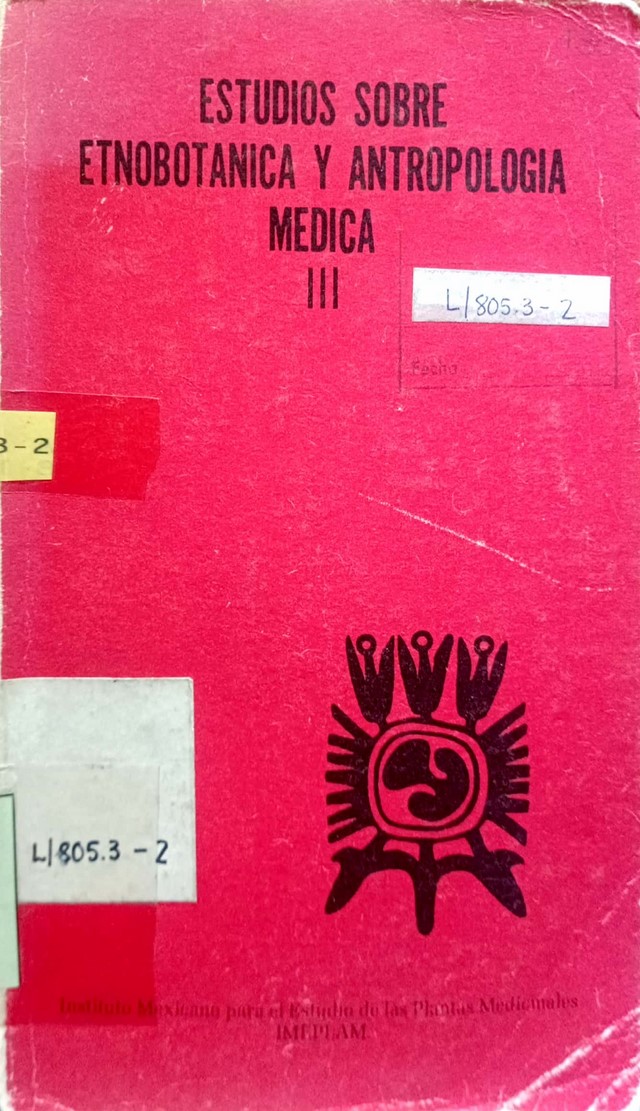 ESTUDIOS SOBRE
ETNOBOTANICA Y ANTROPOLOGIA
MEDICA
III
L/805.3-2
Fecha
3-2
L/805.3-2
Instituto Mexicano para el Estudio de las Plantas Medicinales
IMEPLAM